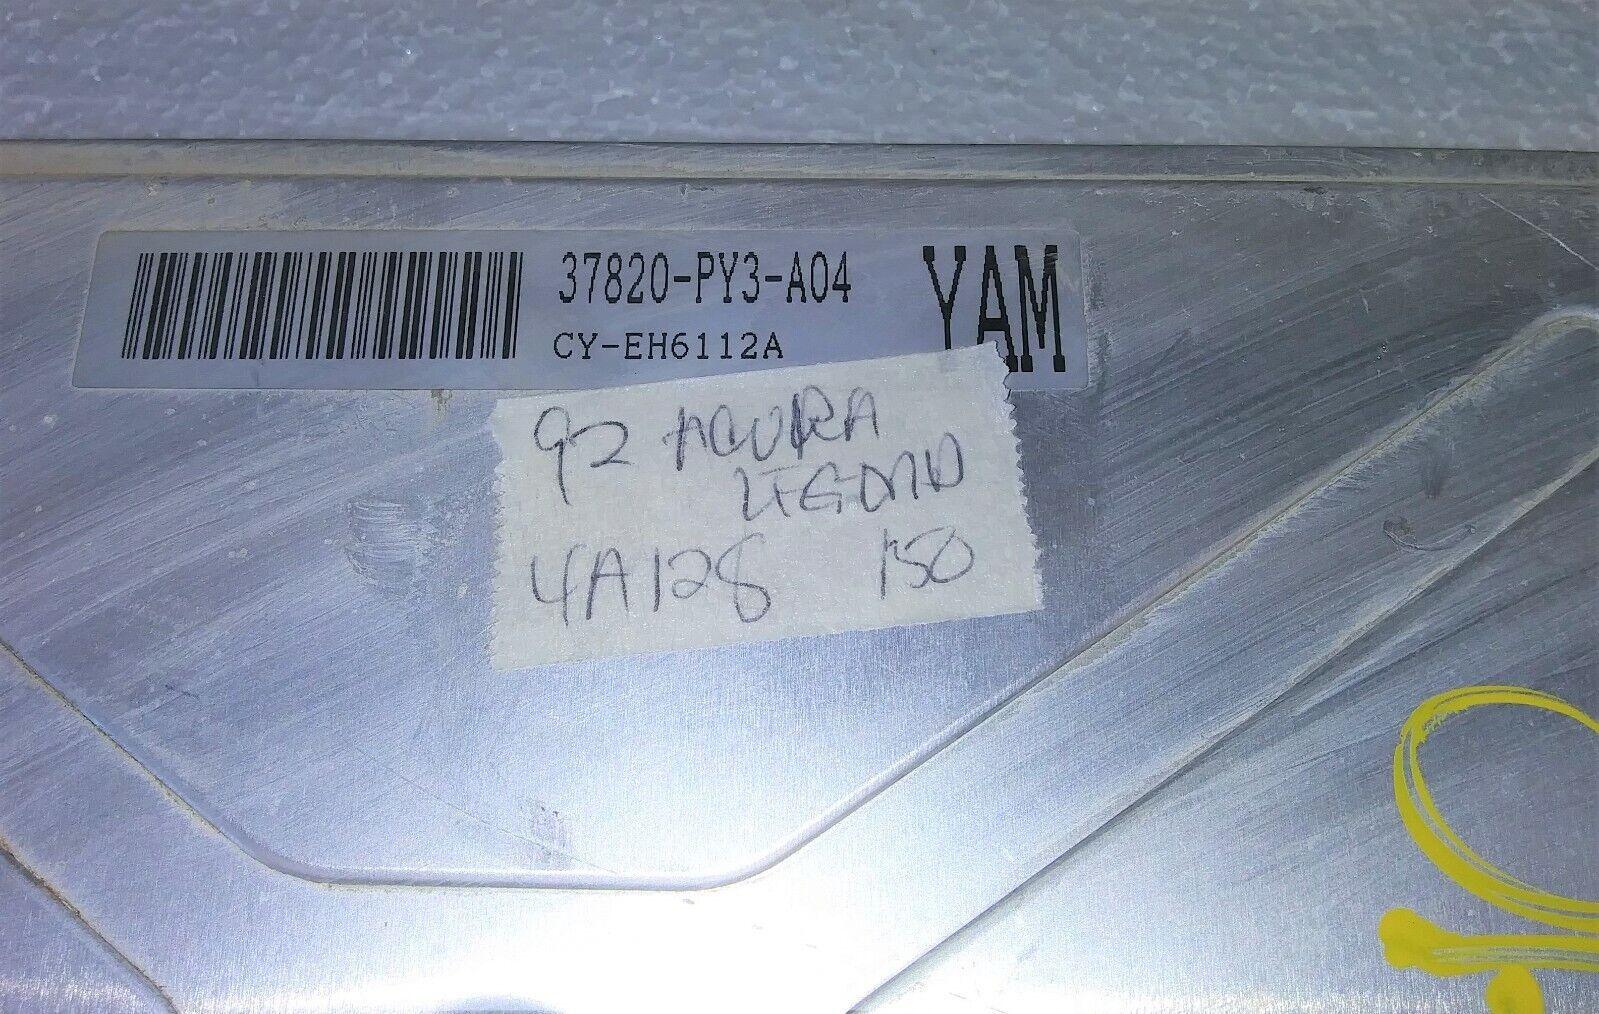 37820-PY3-A04
YAM
CY-EH6112A
92 ACURA
LEGEND
4A128 150